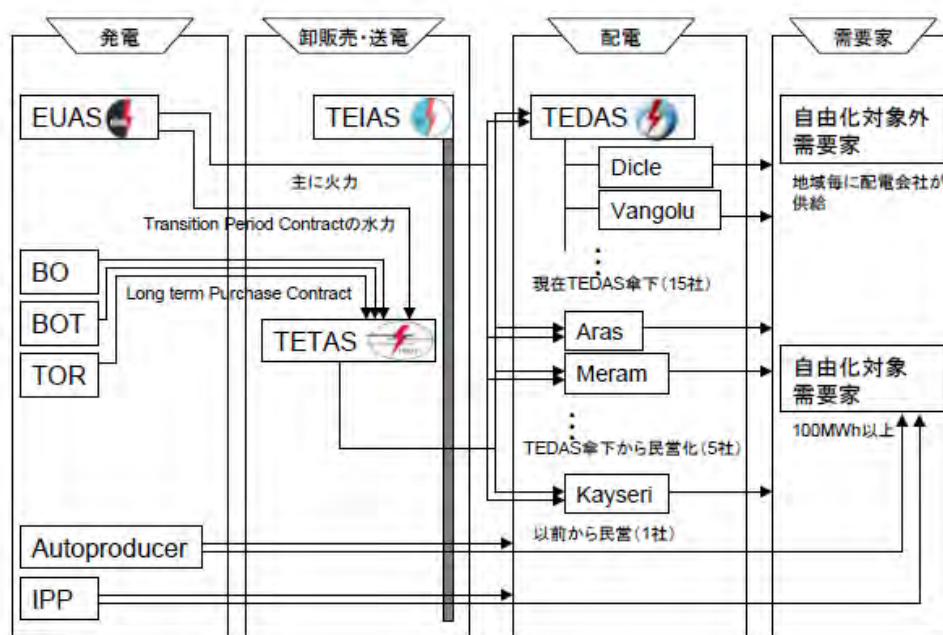 発電
卸販売・送電
配電
需要家
EUAS
TEIAS
TEDAS
自由化対象外
需要家
地域毎に配電会社が
供給
主に火力
Dicle
Vangolu
Transition Period Contractの水力
BO
Long term Purchase Contract
現在TEDAS傘下(15社)
BOT
TETAS
TOR
Aras
Meram
自由化対象
需要家
100MWh以上
TEDAS傘下から民営化(5社)
Kayseri
以前から民営(1社)
Autoproducer
IPP